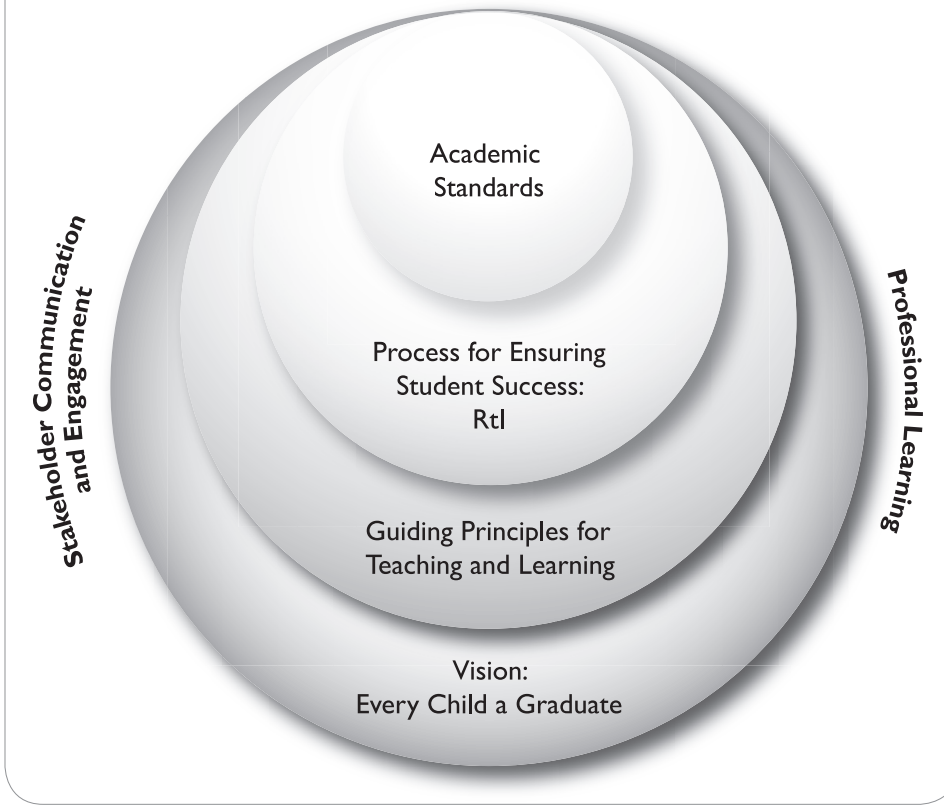 Academic
Standards
Process for Ensuring
Student Success:
RtI
Guiding Principles for
Teaching and Learning
Vision:
Every Child a Graduate
Stakeholder Communication
and Engagement
Professional Learning